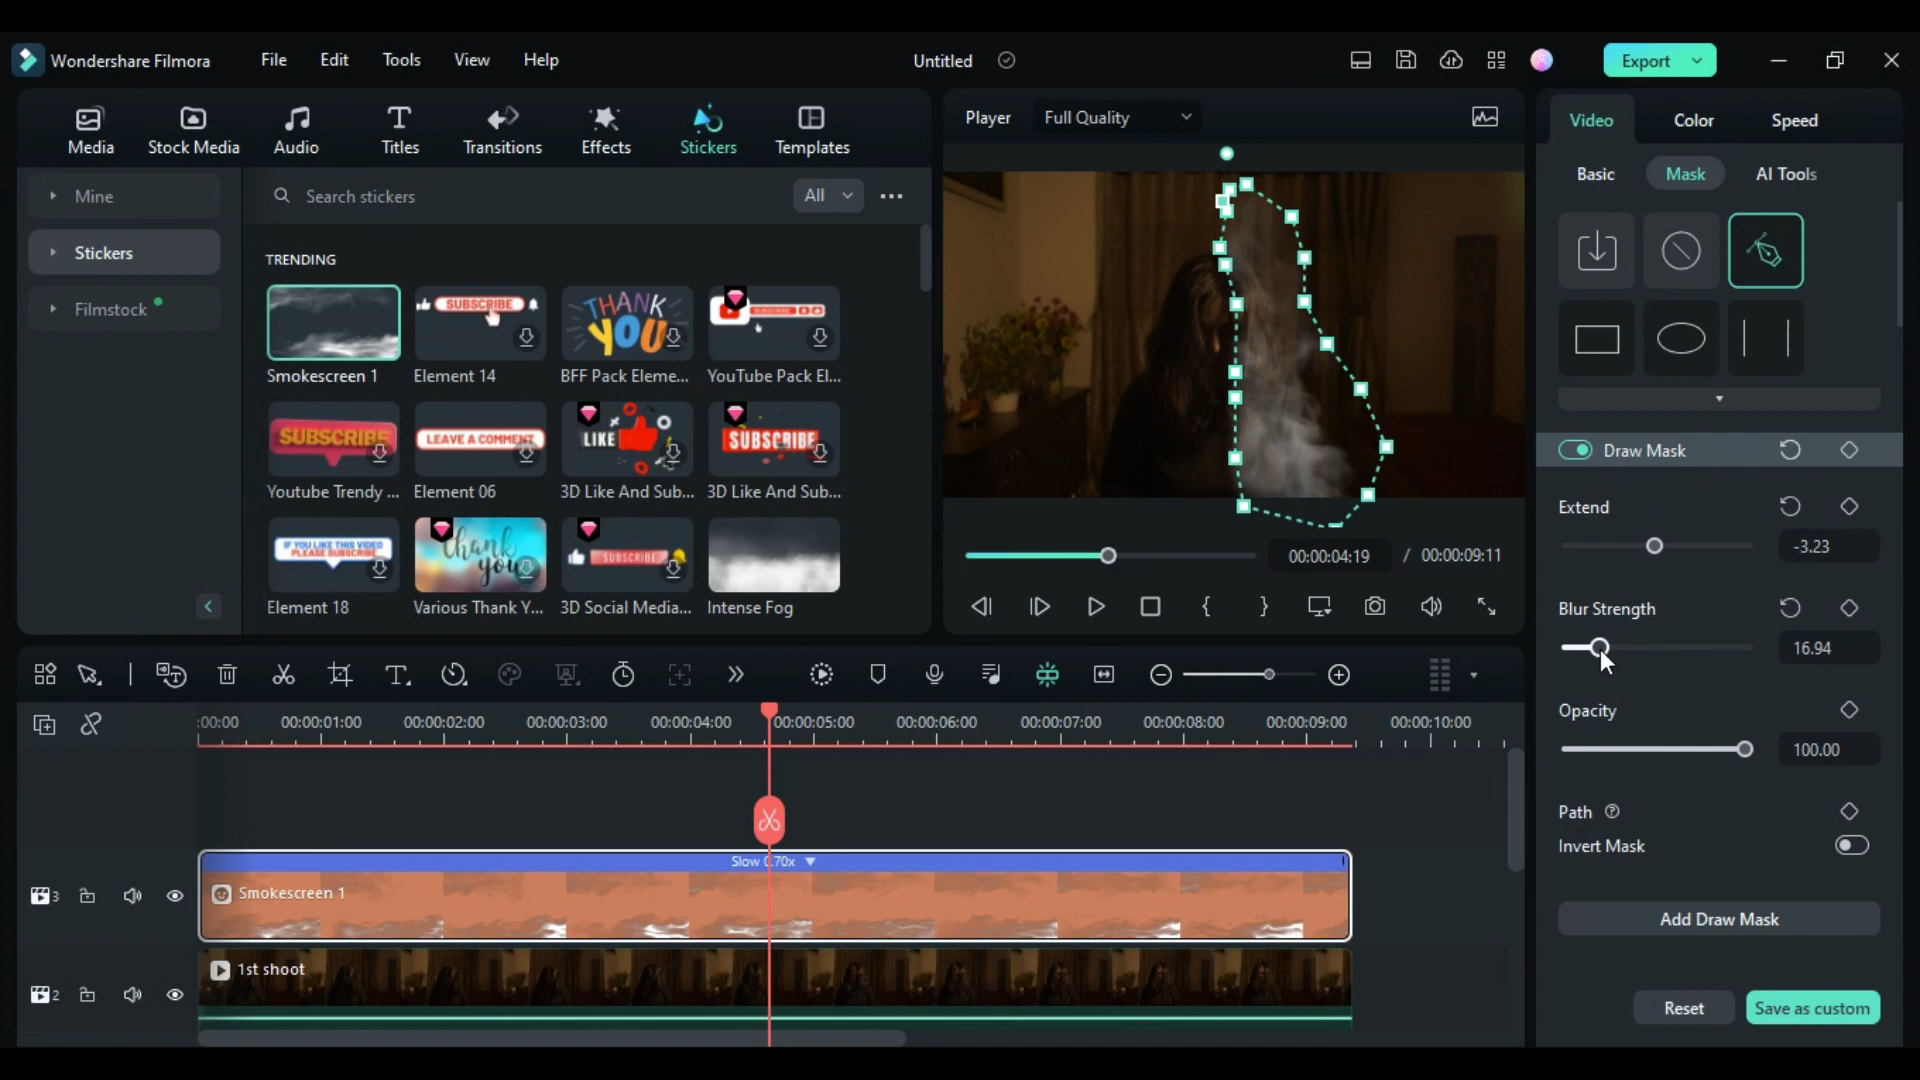 Wondershare Filmora
File
Edit
Tools
View
Help
Untitled
Export
Media
Stock Media
Audio
Titles
Transitions
Effects
Stickers
Templates
Mine
Stickers
Filmstock
Search stickers
All
TRENDING
SUBSCRIBE
THANK
YOU
SUBSCRIBE
Smokescreen 1
Element 14
BFF Pack Eleme...
YouTube Pack El...
SUBSCRIBE
LEAVE A COMMENT
LIKE
SUBSCRIBE
Youtube Trendy ...
Element 06
3D Like And Sub...
3D Like And Sub...
IF YOU LIKE THIS VIDEO
PLEASE SUBSCRIBE
thank
you
SUBSCRIBE
Element 18
Various Thank Y...
3D Social Media...
Intense Fog
Player
Full Quality
00:00:04:19 / 00:00:09:11
Video
Color
Speed
Basic
Mask
AI Tools
Draw Mask
Extend
-3.23
Blur Strength
16.94
Opacity
100.00
Path
Invert Mask
Add Draw Mask
Reset
Save as custom
:00:00 00:00:01:00 00:00:02:00 00:00:03:00 00:00:04:00 00:00:05:00 00:00:06:00 00:00:07:00 00:00:08:00 00:00:09:00 00:00:10:00
Slow 0.70x
3
Smokescreen 1
2
1st shoot